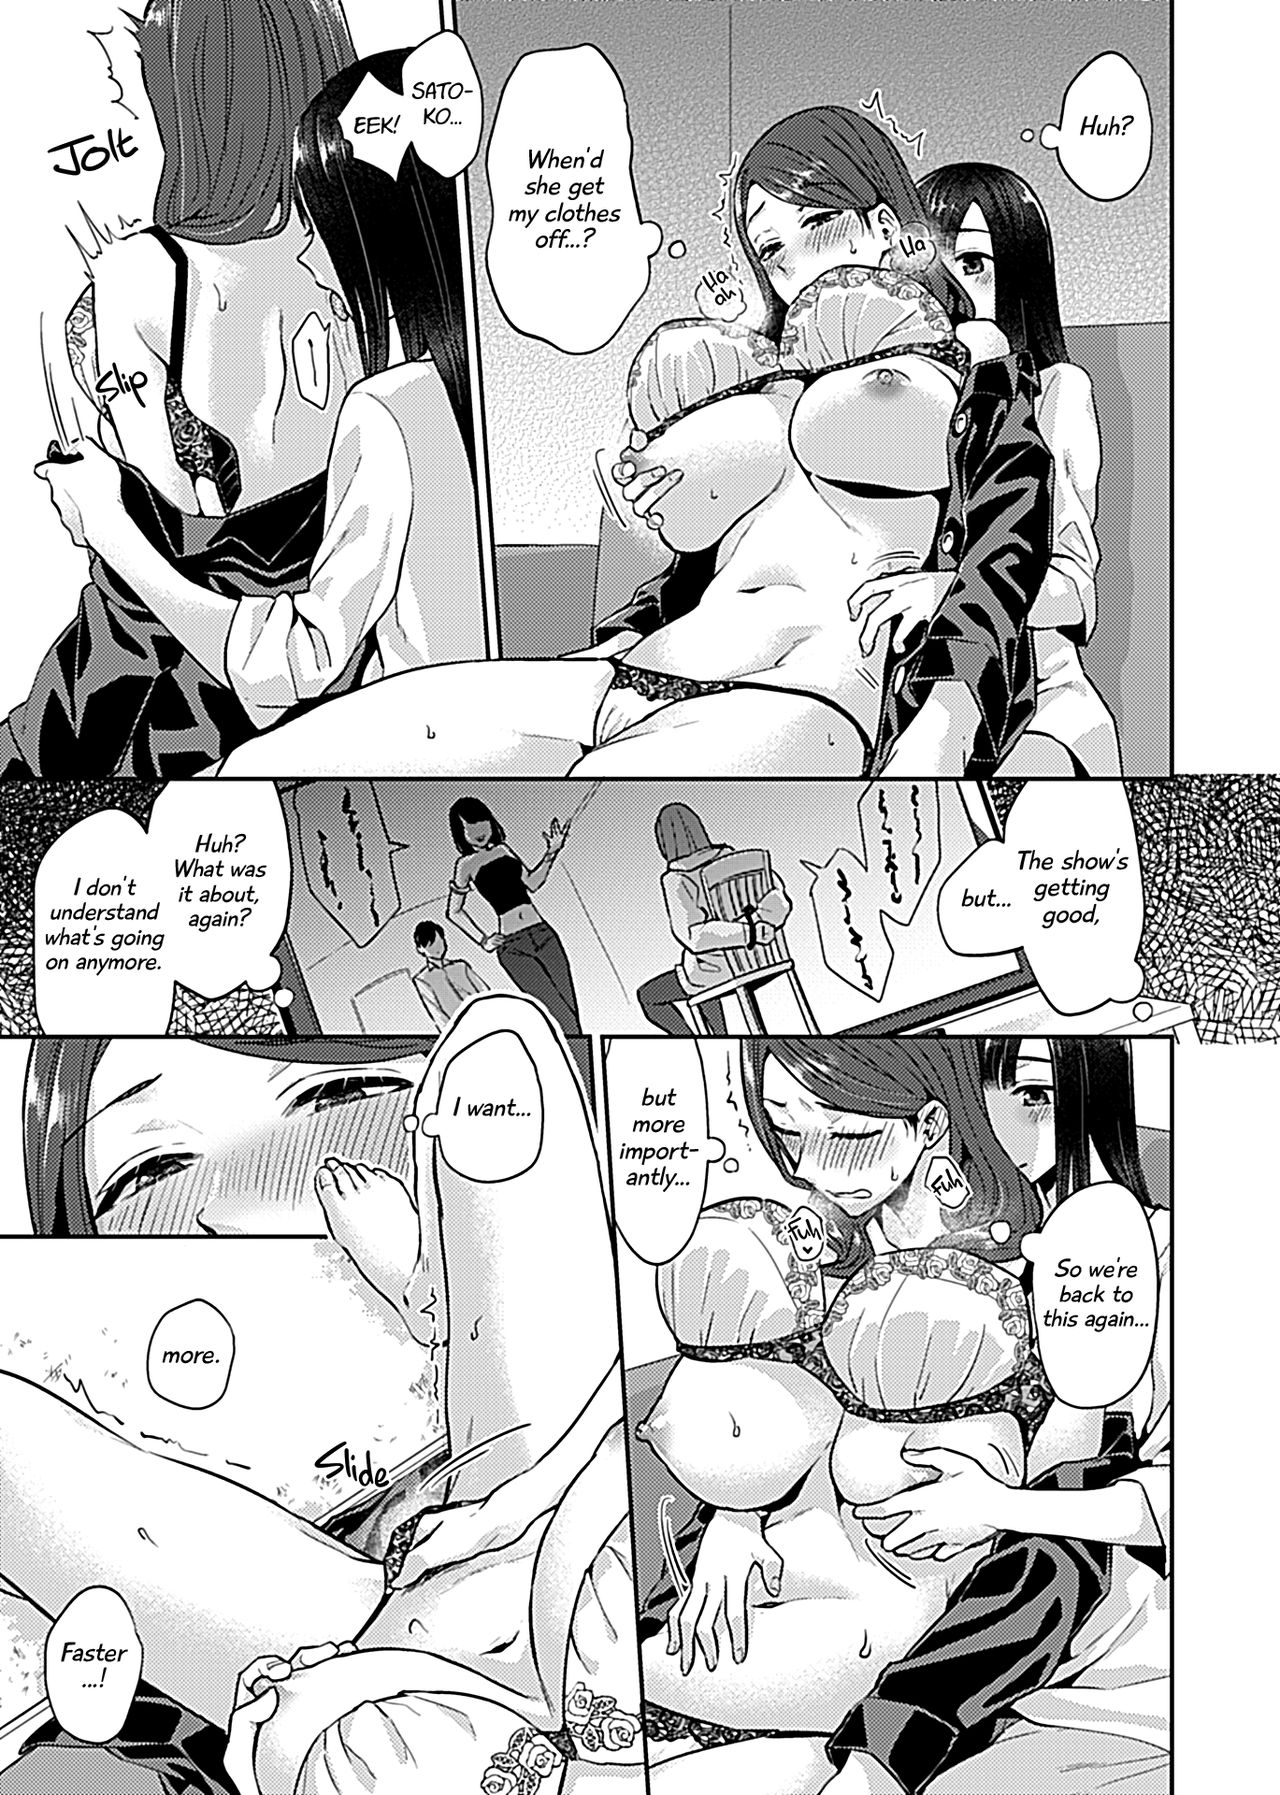 SATO-
KO...
EEK!
Jolt
Slip
Huh?
When'd
she get
my clothes
off...?
Ha
Ha
ah
The show's
getting
good,
but...
Huh?
What was
it about,
again?
I don't
understand
what's going
on anymore.
So we're
back to
this again...
but
more
import-
antly...
Fuh
Fuh
I want...
more.
Slide
Faster
...!